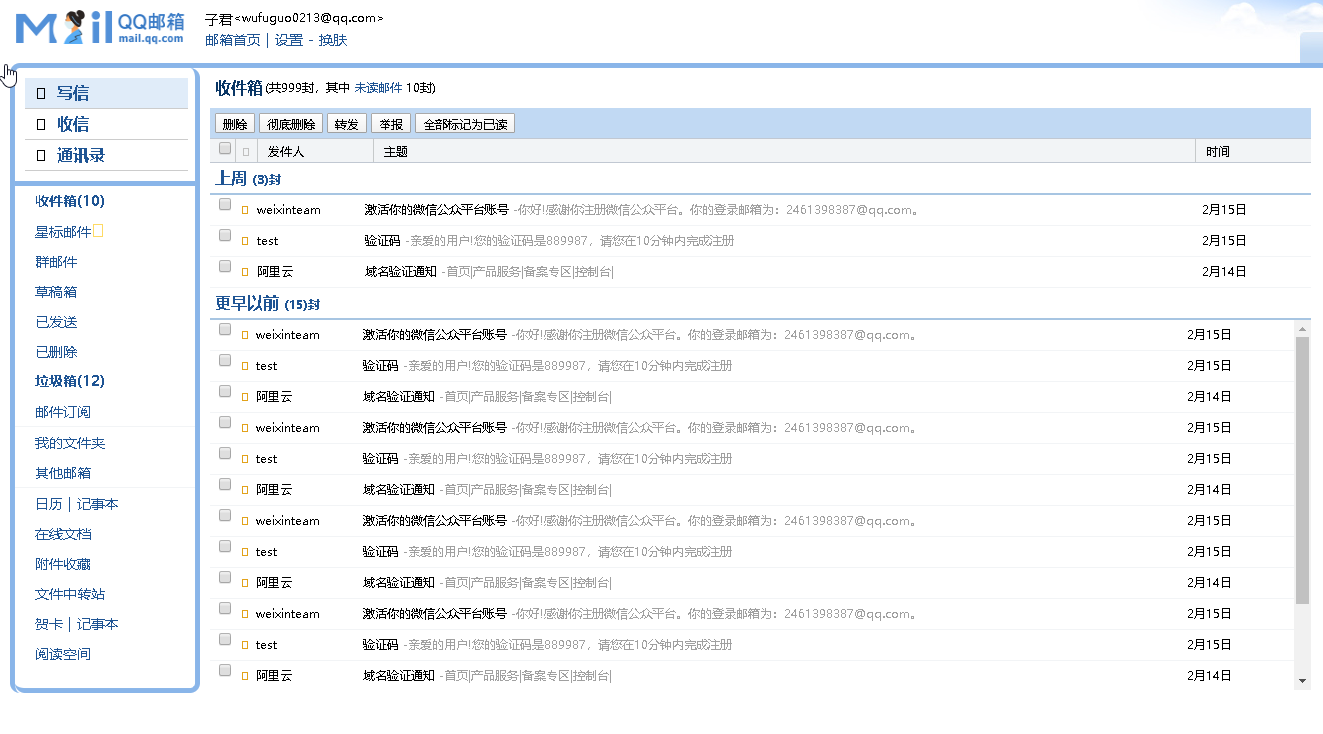 Mail QQ邮箱
mail.qq.com
子君<wufuguo0213@qq.com>
邮箱首页 | 设置 - 换肤
写信
收信
通讯录
收件箱(10)
星标邮件
群邮件
草稿箱
已发送
已删除
垃圾箱(12)
邮件订阅
我的文件夹
其他邮箱
日历 | 记事本
在线文档
附件收藏
文件中转站
贺卡 | 记事本
阅读空间
收件箱(共999封，其中 未读邮件 10封)
删除 彻底删除 转发 举报 全部标记为已读
发件人 主题 时间
上周 (3)封
weixinteam 激活你的微信公众平台账号 -你好!感谢你注册微信公众平台。你的登录邮箱为：2461398387@qq.com。 2月15日
test 验证码 -亲爱的用户!您的验证码是889987，请您在10分钟内完成注册 2月15日
阿里云 域名验证通知 -首页|产品服务|备案专区|控制台| 2月14日
更早以前 (15)封
weixinteam 激活你的微信公众平台账号 -你好!感谢你注册微信公众平台。你的登录邮箱为：2461398387@qq.com。 2月15日
test 验证码 -亲爱的用户!您的验证码是889987，请您在10分钟内完成注册 2月15日
阿里云 域名验证通知 -首页|产品服务|备案专区|控制台| 2月14日
weixinteam 激活你的微信公众平台账号 -你好!感谢你注册微信公众平台。你的登录邮箱为：2461398387@qq.com。 2月15日
test 验证码 -亲爱的用户!您的验证码是889987，请您在10分钟内完成注册 2月15日
阿里云 域名验证通知 -首页|产品服务|备案专区|控制台| 2月14日
weixinteam 激活你的微信公众平台账号 -你好!感谢你注册微信公众平台。你的登录邮箱为：2461398387@qq.com。 2月15日
test 验证码 -亲爱的用户!您的验证码是889987，请您在10分钟内完成注册 2月15日
阿里云 域名验证通知 -首页|产品服务|备案专区|控制台| 2月14日
weixinteam 激活你的微信公众平台账号 -你好!感谢你注册微信公众平台。你的登录邮箱为：2461398387@qq.com。 2月15日
test 验证码 -亲爱的用户!您的验证码是889987，请您在10分钟内完成注册 2月15日
阿里云 域名验证通知 -首页|产品服务|备案专区|控制台| 2月14日